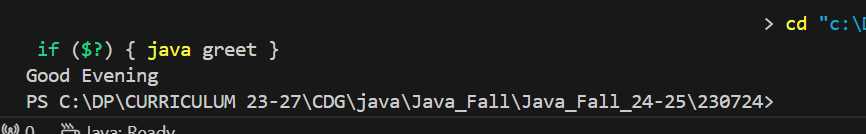 > cd "c:\
if ($?) { java greet }
Good Evening
PS C:\DP\CURRICULUM 23-27\CDG\java\Java_Fall\Java_Fall_24-25\230724>
0 Java: Ready